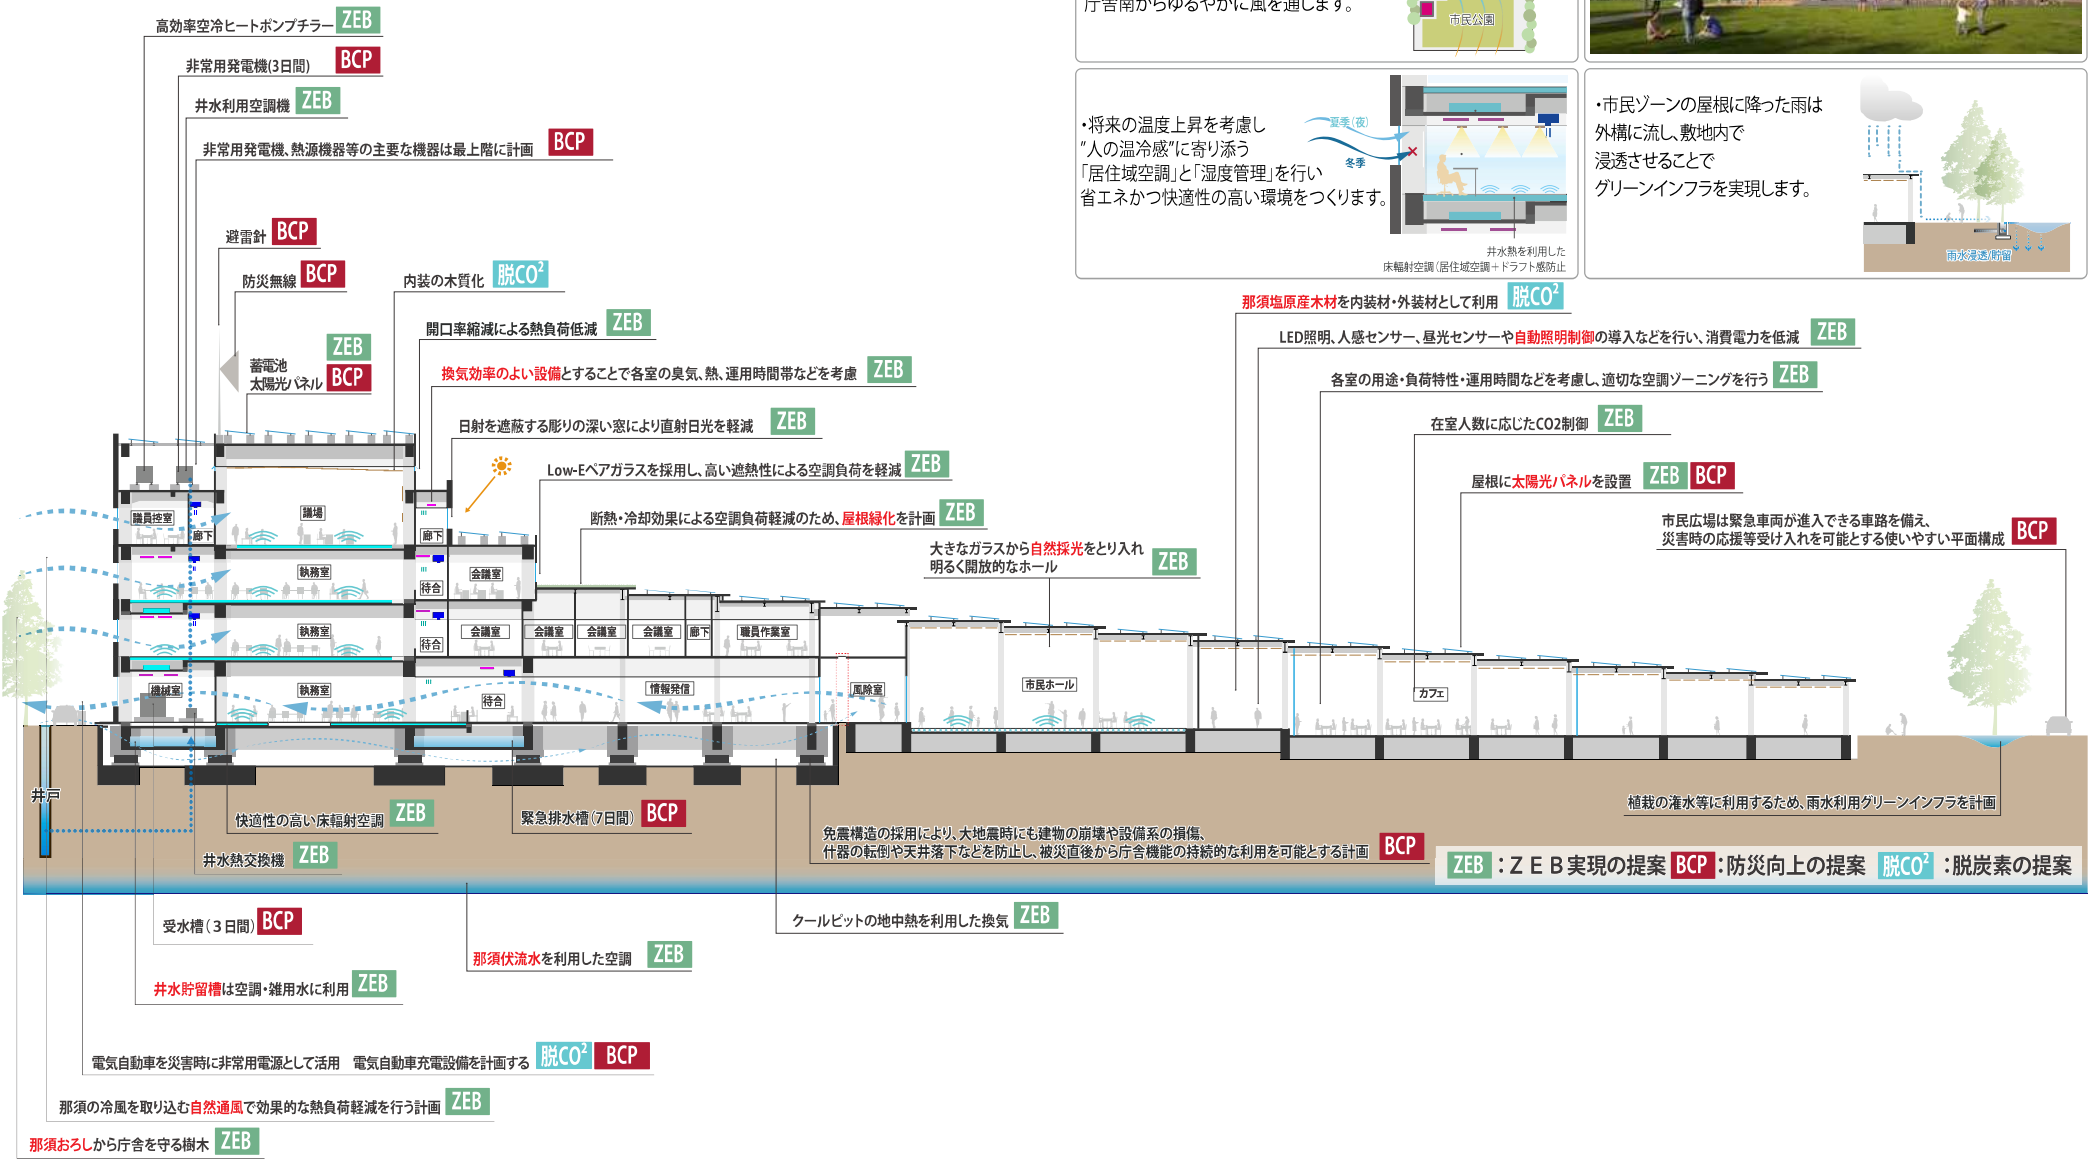 庁舎南からゆるやかに風を通します。
市民公園
・将来の温度上昇を考慮し
"人の温冷感"に寄り添う
「居住域空調」と「湿度管理」を行い
省エネかつ快適性の高い環境をつくります。
夏季(夜)
冬季
井水熱を利用した
床輻射空調(居住域空調+ドラフト感防止
・市民ゾーンの屋根に降った雨は
外構に流し、敷地内で
浸透させることで
グリーンインフラを実現します。
雨水浸透/貯留
高効率空冷ヒートポンプチラー ZEB
非常用発電機(3日間) BCP
井水利用空調機 ZEB
非常用発電機、熱源機器等の主要な機器は最上階に計画 BCP
避雷針 BCP
防災無線 BCP
内装の木質化 脱CO²
開口率縮減による熱負荷低減 ZEB
蓄電池 ZEB
太陽光パネル BCP
換気効率のよい設備とすることで各室の臭気、熱、運用時間帯などを考慮 ZEB
日射を遮蔽する彫りの深い窓により直射日光を軽減 ZEB
Low-Eペアガラスを採用し、高い遮熱性による空調負荷を軽減 ZEB
断熱・冷却効果による空調負荷軽減のため、屋根緑化を計画 ZEB
大きなガラスから自然採光をとり入れ
明るく開放的なホール ZEB
那須塩原産木材を内装材・外装材として利用 脱CO²
LED照明、人感センサー、昼光センサーや自動照明制御の導入などを行い、消費電力を低減 ZEB
各室の用途・負荷特性・運用時間などを考慮し、適切な空調ゾーニングを行う ZEB
在室人数に応じたCO2制御 ZEB
屋根に太陽光パネルを設置 ZEB BCP
市民広場は緊急車両が進入できる車路を備え、
災害時の応援等受け入れを可能とする使いやすい平面構成 BCP
議員控室
廊下
議場
廊下
執務室
待合
会議室
執務室
待合
会議室
会議室
会議室
会議室
廊下
職員作業室
機械室
執務室
待合
情報発信
風除室
市民ホール
カフェ
井戸
快適性の高い床輻射空調 ZEB
緊急排水槽(7日間) BCP
井水熱交換機 ZEB
免震構造の採用により、大地震時にも建物の崩壊や設備系の損傷、
什器の転倒や天井落下などを防止し、被災直後から庁舎機能の持続的な利用を可能とする計画 BCP
植栽の潅水等に利用するため、雨水利用グリーンインフラを計画
ZEB:ZEB実現の提案 BCP:防災向上の提案 脱CO²:脱炭素の提案
受水槽(3日間) BCP
クールピットの地中熱を利用した換気 ZEB
那須伏流水を利用した空調 ZEB
井水貯留槽は空調・雑用水に利用 ZEB
電気自動車を災害時に非常用電源として活用 電気自動車充電設備を計画する 脱CO² BCP
那須の冷風を取り込む自然通風で効果的な熱負荷軽減を行う計画 ZEB
那須おろしから庁舎を守る樹木 ZEB